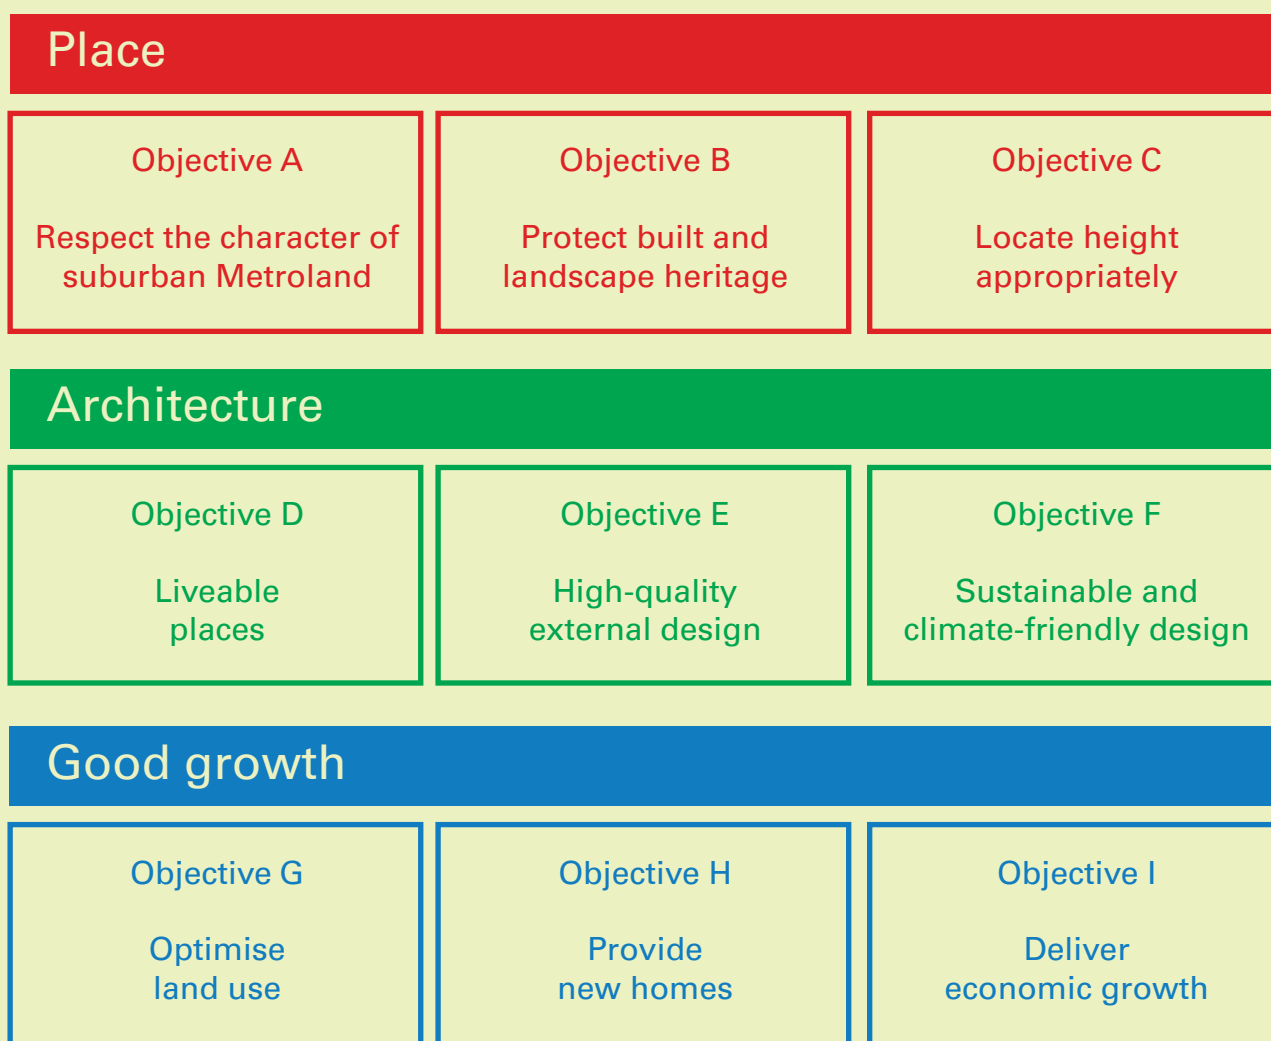 Place
Objective A
Respect the character of
suburban Metroland
Objective B
Protect built and
landscape heritage
Objective C
Locate height
appropriately
Architecture
Objective D
Liveable
places
Objective E
High-quality
external design
Objective F
Sustainable and
climate-friendly design
Good growth
Objective G
Optimise
land use
Objective H
Provide
new homes
Objective I
Deliver
economic growth